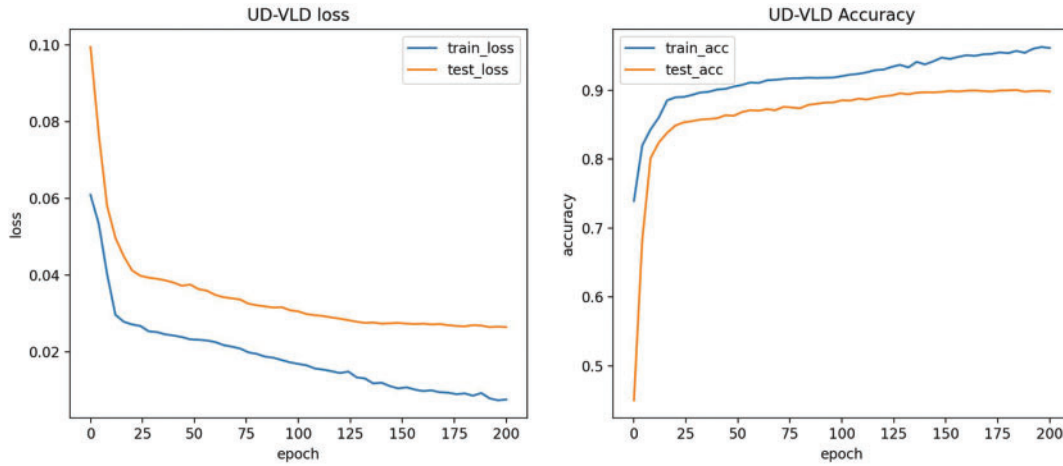 UD-VLD loss
0.10
0.08
0.06
0.04
0.02
loss
train_loss
test_loss
0 25 50 75 100 125 150 175 200
epoch
UD-VLD Accuracy
0.9
0.8
0.7
0.6
0.5
accuracy
train_acc
test_acc
0 25 50 75 100 125 150 175 200
epoch